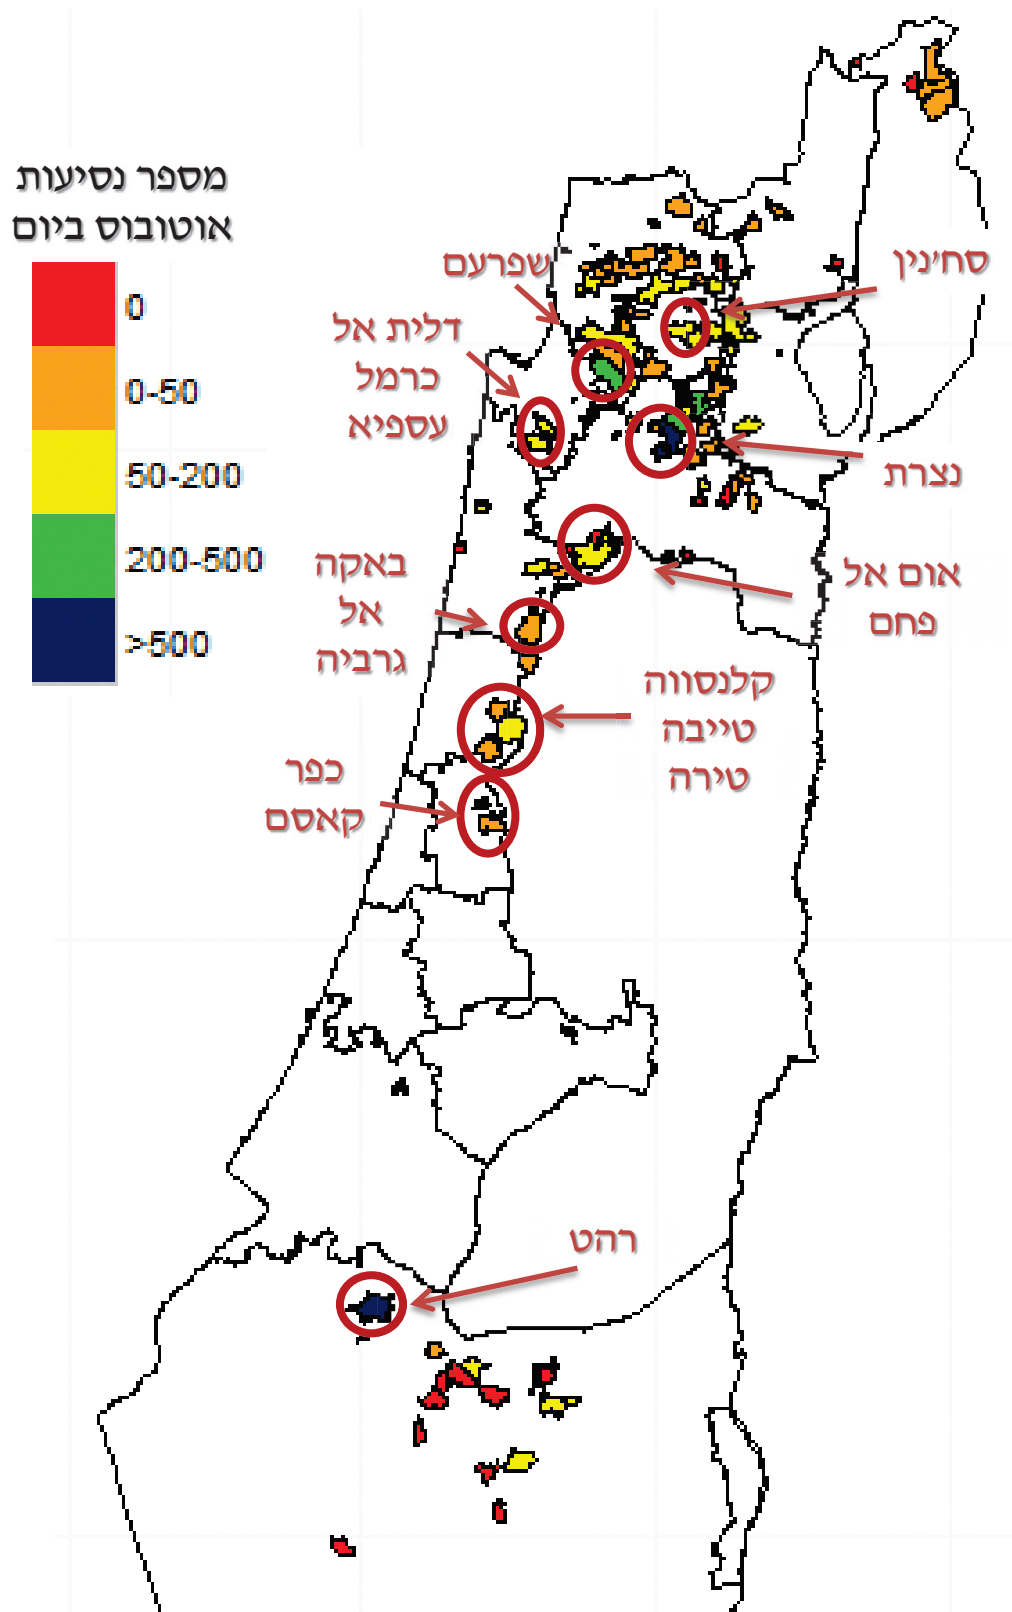 מספר נסיעות
אוטובוס ביום
0
0-50
50-200
200-500
>500
סח'נין
שפרעם
דלית אל
כרמל
עספיא
נצרת
אום אל
פחם
באקה
אל
גרביה
קלנסווה
טייבה
טירה
כפר
קאסם
רהט